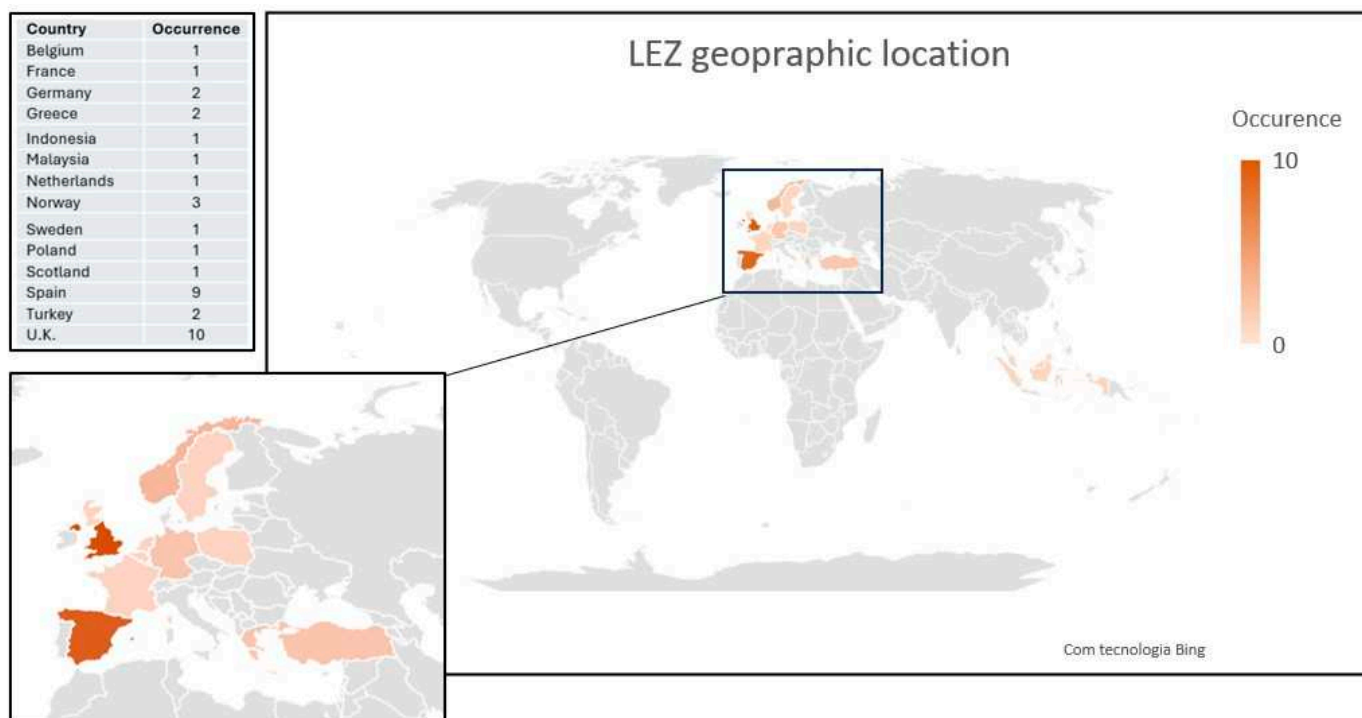 Country Occurrence
Belgium 1
France 1
Germany 2
Greece 2
Indonesia 1
Malaysia 1
Netherlands 1
Norway 3
Sweden 1
Poland 1
Scotland 1
Spain 9
Turkey 2
U.K. 10
LEZ geopraphic location
Occurence
10
0
Com tecnologia Bing